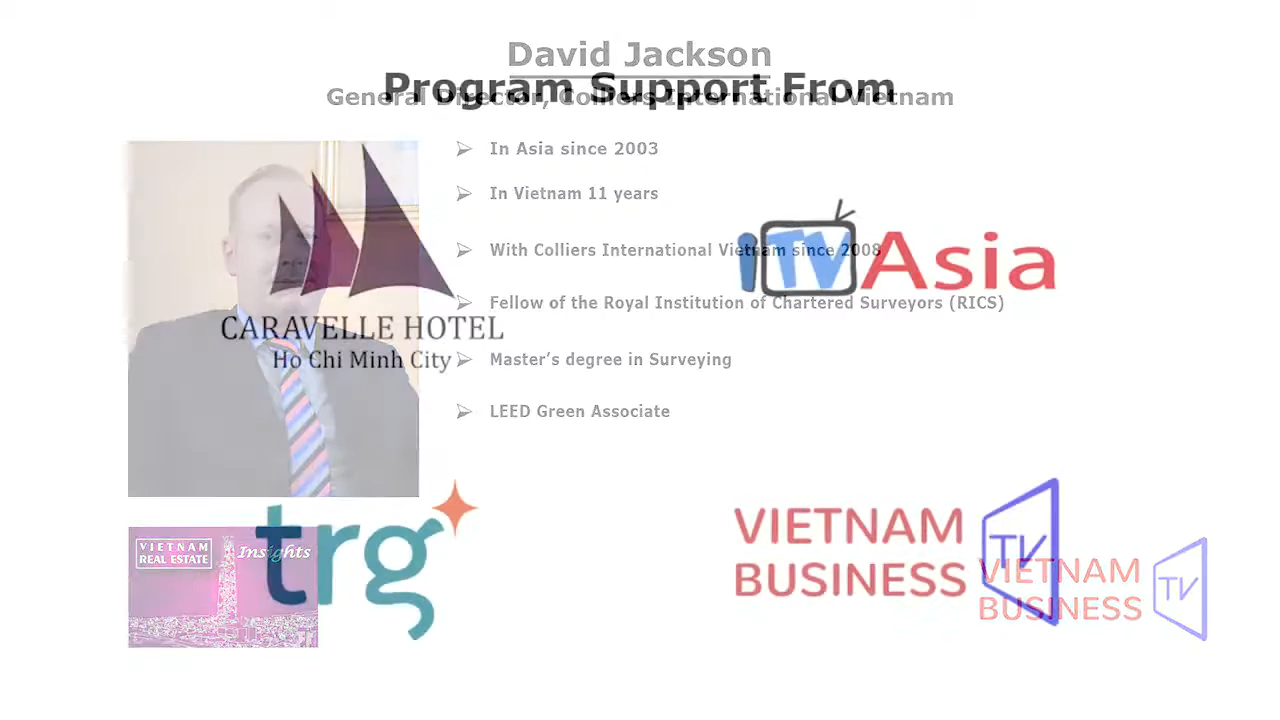 David Jackson
General Director, Colliers International Vietnam
Program Support From
In Asia since 2003
In Vietnam 11 years
With Colliers International Vietnam since 2008
Fellow of the Royal Institution of Chartered Surveyors (RICS)
Master’s degree in Surveying
LEED Green Associate
CARAVELLE HOTEL
Ho Chi Minh City
iTV Asia
trg
VIETNAM
REAL ESTATE
Insights
VIETNAM
BUSINESS
TV
VIETNAM
BUSINESS
TV